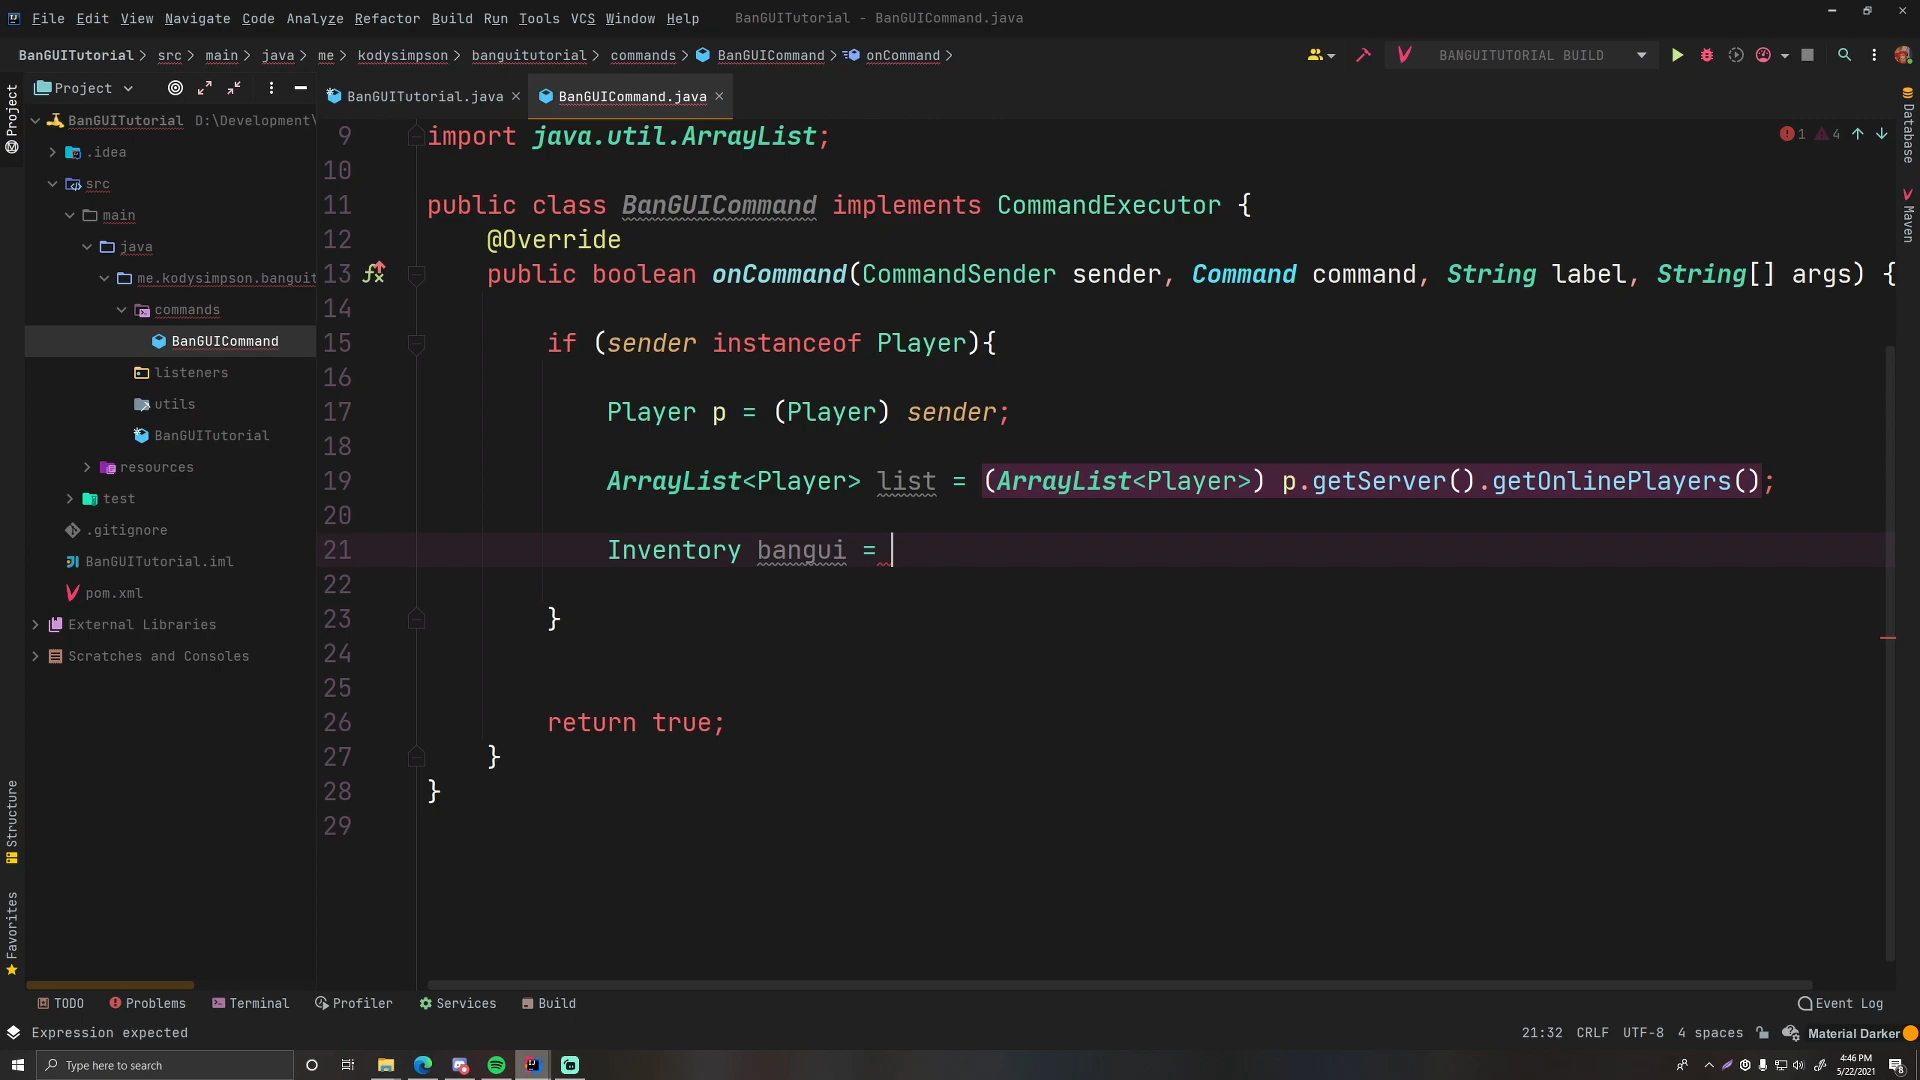 File Edit View Navigate Code Analyze Refactor Build Run Tools VCS Window Help BanGUITutorial - BanGUICommand.java
BanGUITutorial > src > main > java > me > kodysimpson > banguitutorial > commands > BanGUICommand > onCommand > BANGUITUTORIAL BUILD
Project
BanGUITutorial.java
BanGUICommand.java
Project
BanGUITutorial D:\Development\
.idea
src
main
java
me.kodysimpson.banguit
commands
BanGUICommand
listeners
utils
BanGUITutorial
resources
test
.gitignore
BanGUITutorial.iml
pom.xml
External Libraries
Scratches and Consoles
Structure
Favorites
9 import java.util.ArrayList;
10
11 public class BanGUICommand implements CommandExecutor {
12 @Override
13 public boolean onCommand(CommandSender sender, Command command, String label, String[] args) {
14
15 if (sender instanceof Player){
16
17 Player p = (Player) sender;
18
19 ArrayList<Player> list = (ArrayList<Player>) p.getServer().getOnlinePlayers();
20
21 Inventory bangui =
22
23 }
24
25
26 return true;
27 }
28 }
29
1 4
Database
Maven
TODO Problems Terminal Profiler Services Build Event Log
Expression expected 21:32 CRLF UTF-8 4 spaces Material Darker
Type here to search
4:46 PM
5/22/2021
8